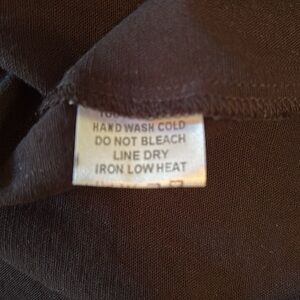 HAND WASH COLD
DO NOT BLEACH
LINE DRY
IRON LOW HEAT